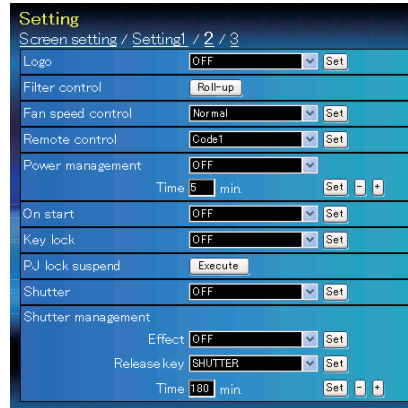 Setting
Screen setting / Setting1 / 2 / 3
Logo OFF Set
Filter control Roll-up
Fan speed control Normal Set
Remote control Code1 Set
Power management OFF
Time 5 min. Set - +
On start OFF Set
Key lock OFF Set
PJ lock suspend Execute
Shutter OFF Set
Shutter management
Effect OFF Set
Release key SHUTTER Set
Time 180 min. Set - +